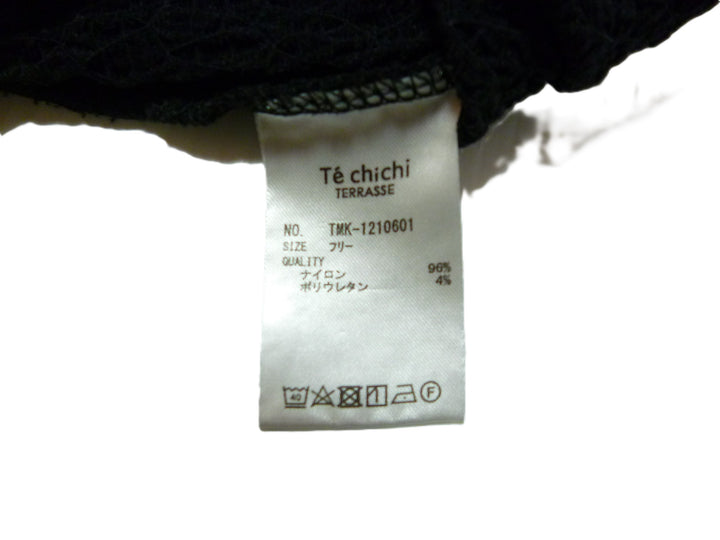 Té chichi
TERRASSE
NO. TMK-1210601
SIZE フリー
QUALITY
ナイロン 96%
ポリウレタン 4%
40 F